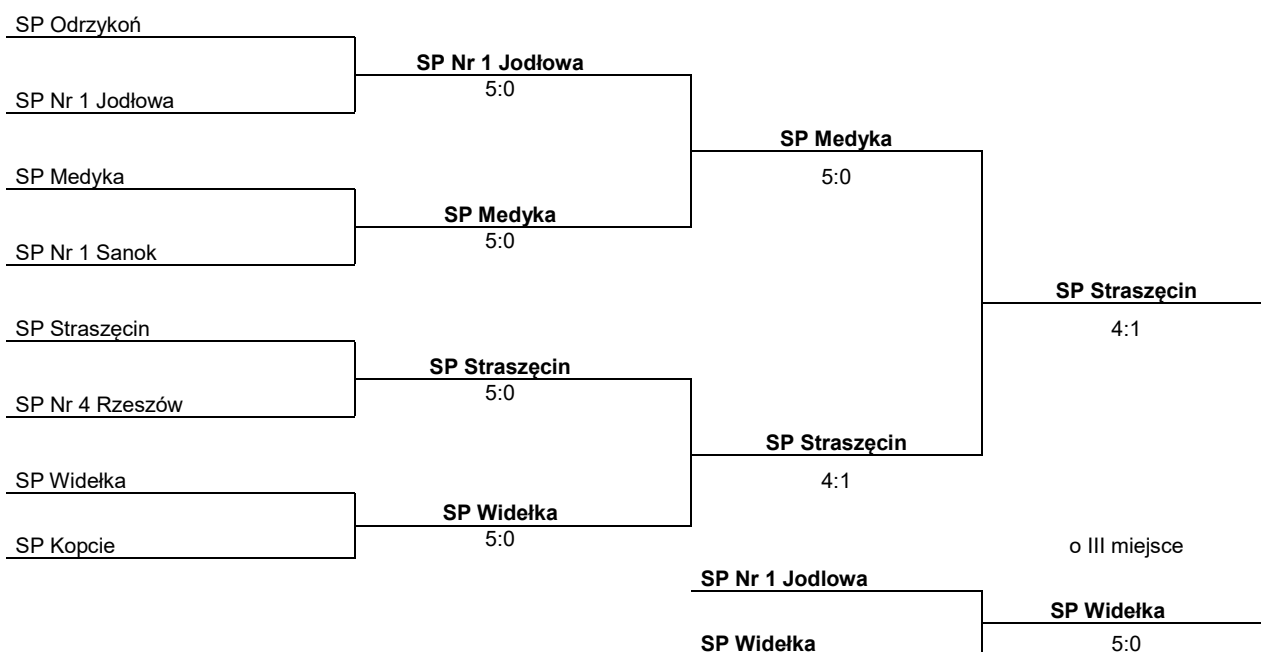 SP Odrzykoń
SP Nr 1 Jodłowa
5:0
SP Nr 1 Jodłowa
SP Medyka
5:0
SP Medyka
SP Medyka
5:0
SP Nr 1 Sanok
SP Straszęcin
4:1
SP Straszęcin
SP Straszęcin
5:0
SP Nr 4 Rzeszów
SP Straszęcin
4:1
SP Widełka
SP Widełka
5:0
SP Kopcie
o III miejsce
SP Nr 1 Jodlowa
SP Widełka
5:0
SP Widełka